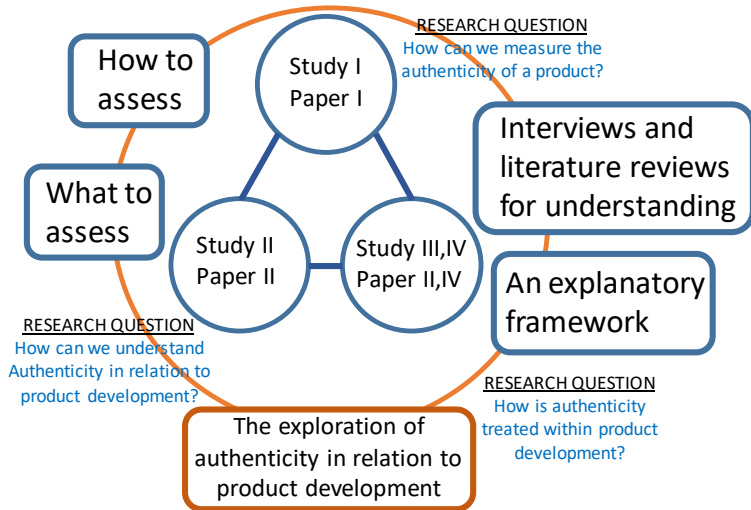 RESEARCH QUESTION
How can we measure the
authenticity of a product?
How to
assess
Study I
Paper I
Interviews and
literature reviews
for understanding
What to
assess
Study II
Paper II
Study III,IV
Paper II,IV
An explanatory
framework
RESEARCH QUESTION
How can we understand
Authenticity in relation to
product development?
RESEARCH QUESTION
How is authenticity
treated within product
development?
The exploration of
authenticity in relation to
product development